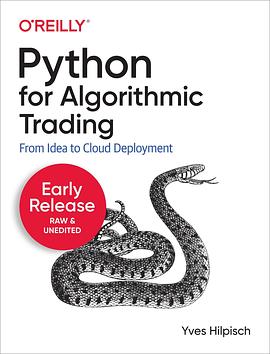 O'REILLY®
Python
for Algorithmic
Trading
From Idea to Cloud Deployment
Early
Release
RAW &
UNEDITED
Yves Hilpisch